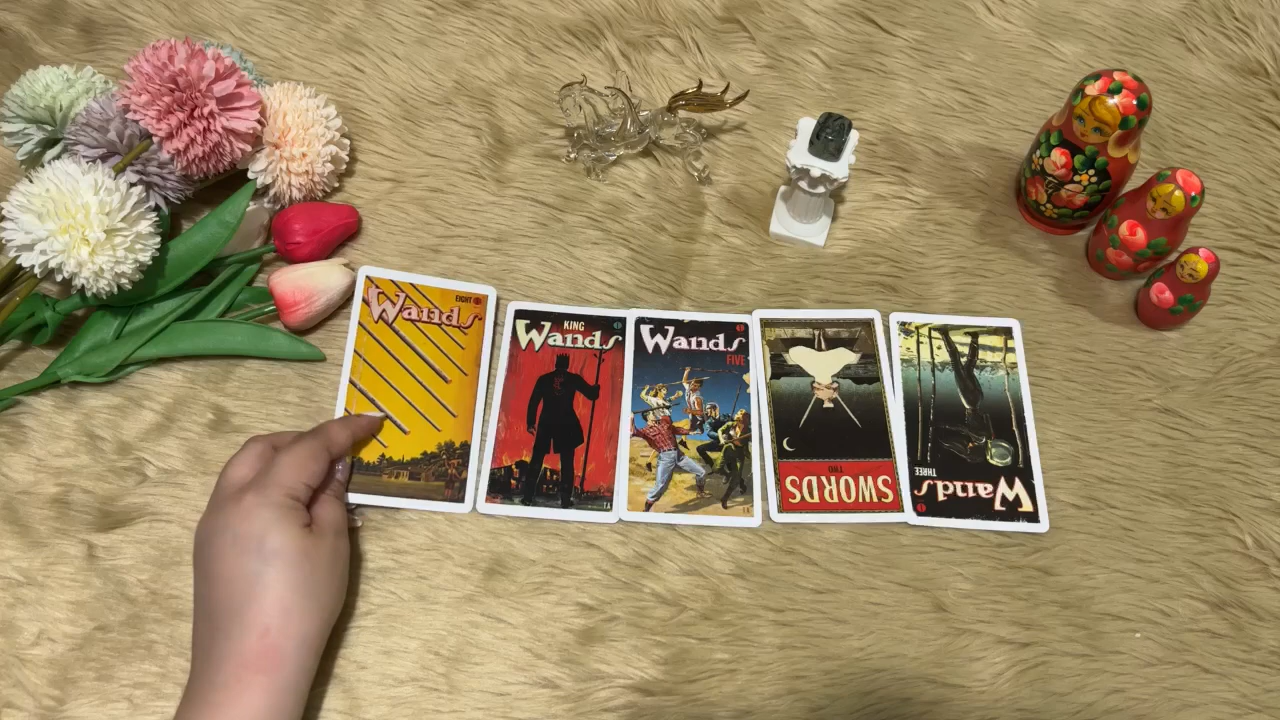 EIGHT
Wands
KING
Wands
Wands
FIVE
TWO
SWORDS
THREE
Wands